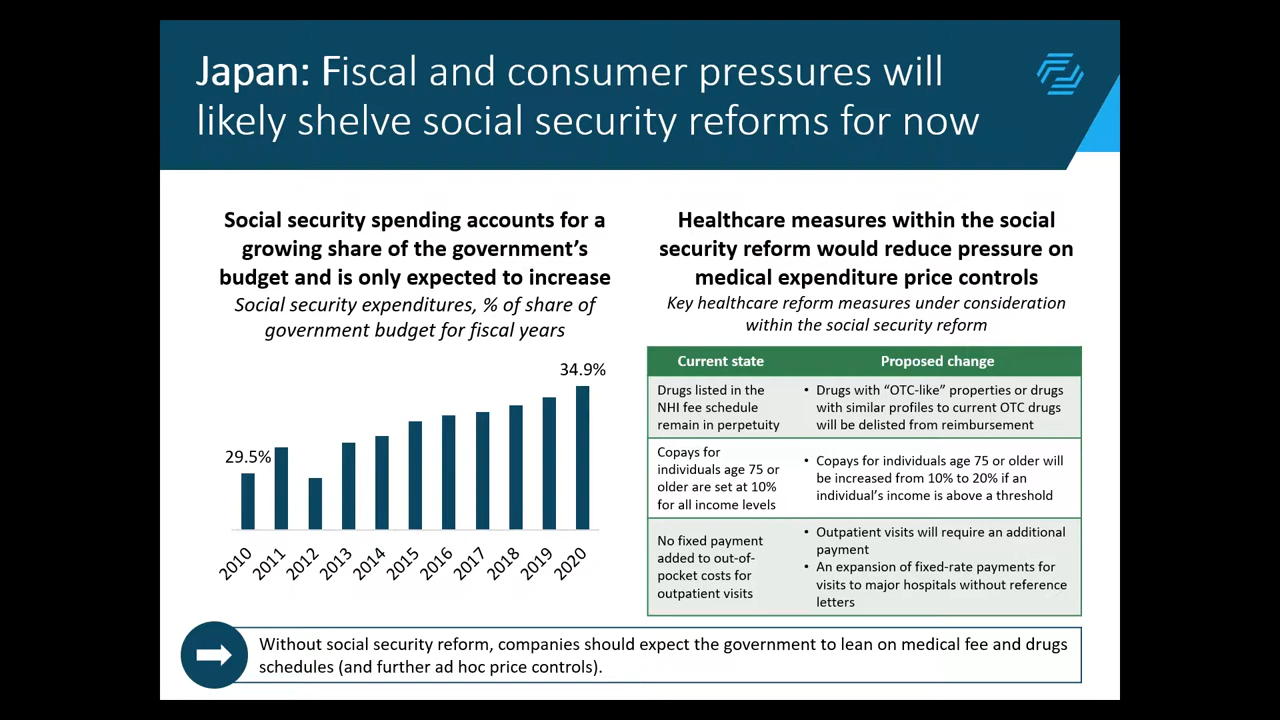 Japan: Fiscal and consumer pressures will
likely shelve social security reforms for now
Social security spending accounts for a
growing share of the government’s
budget and is only expected to increase
Social security expenditures, % of share of
government budget for fiscal years
34.9%
29.5%
2010
2011
2012
2013
2014
2015
2016
2017
2018
2019
2020
Healthcare measures within the social
security reform would reduce pressure on
medical expenditure price controls
Key healthcare reform measures under consideration
within the social security reform
Current state
Proposed change
Drugs listed in the
NHI fee schedule
remain in perpetuity
• Drugs with “OTC-like” properties or drugs
with similar profiles to current OTC drugs
will be delisted from reimbursement
Copays for
individuals age 75 or
older are set at 10%
for all income levels
• Copays for individuals age 75 or older will
be increased from 10% to 20% if an
individual’s income is above a threshold
No fixed payment
added to out-of-
pocket costs for
outpatient visits
• Outpatient visits will require an additional
payment
• An expansion of fixed-rate payments for
visits to major hospitals without reference
letters
Without social security reform, companies should expect the government to lean on medical fee and drugs
schedules (and further ad hoc price controls).